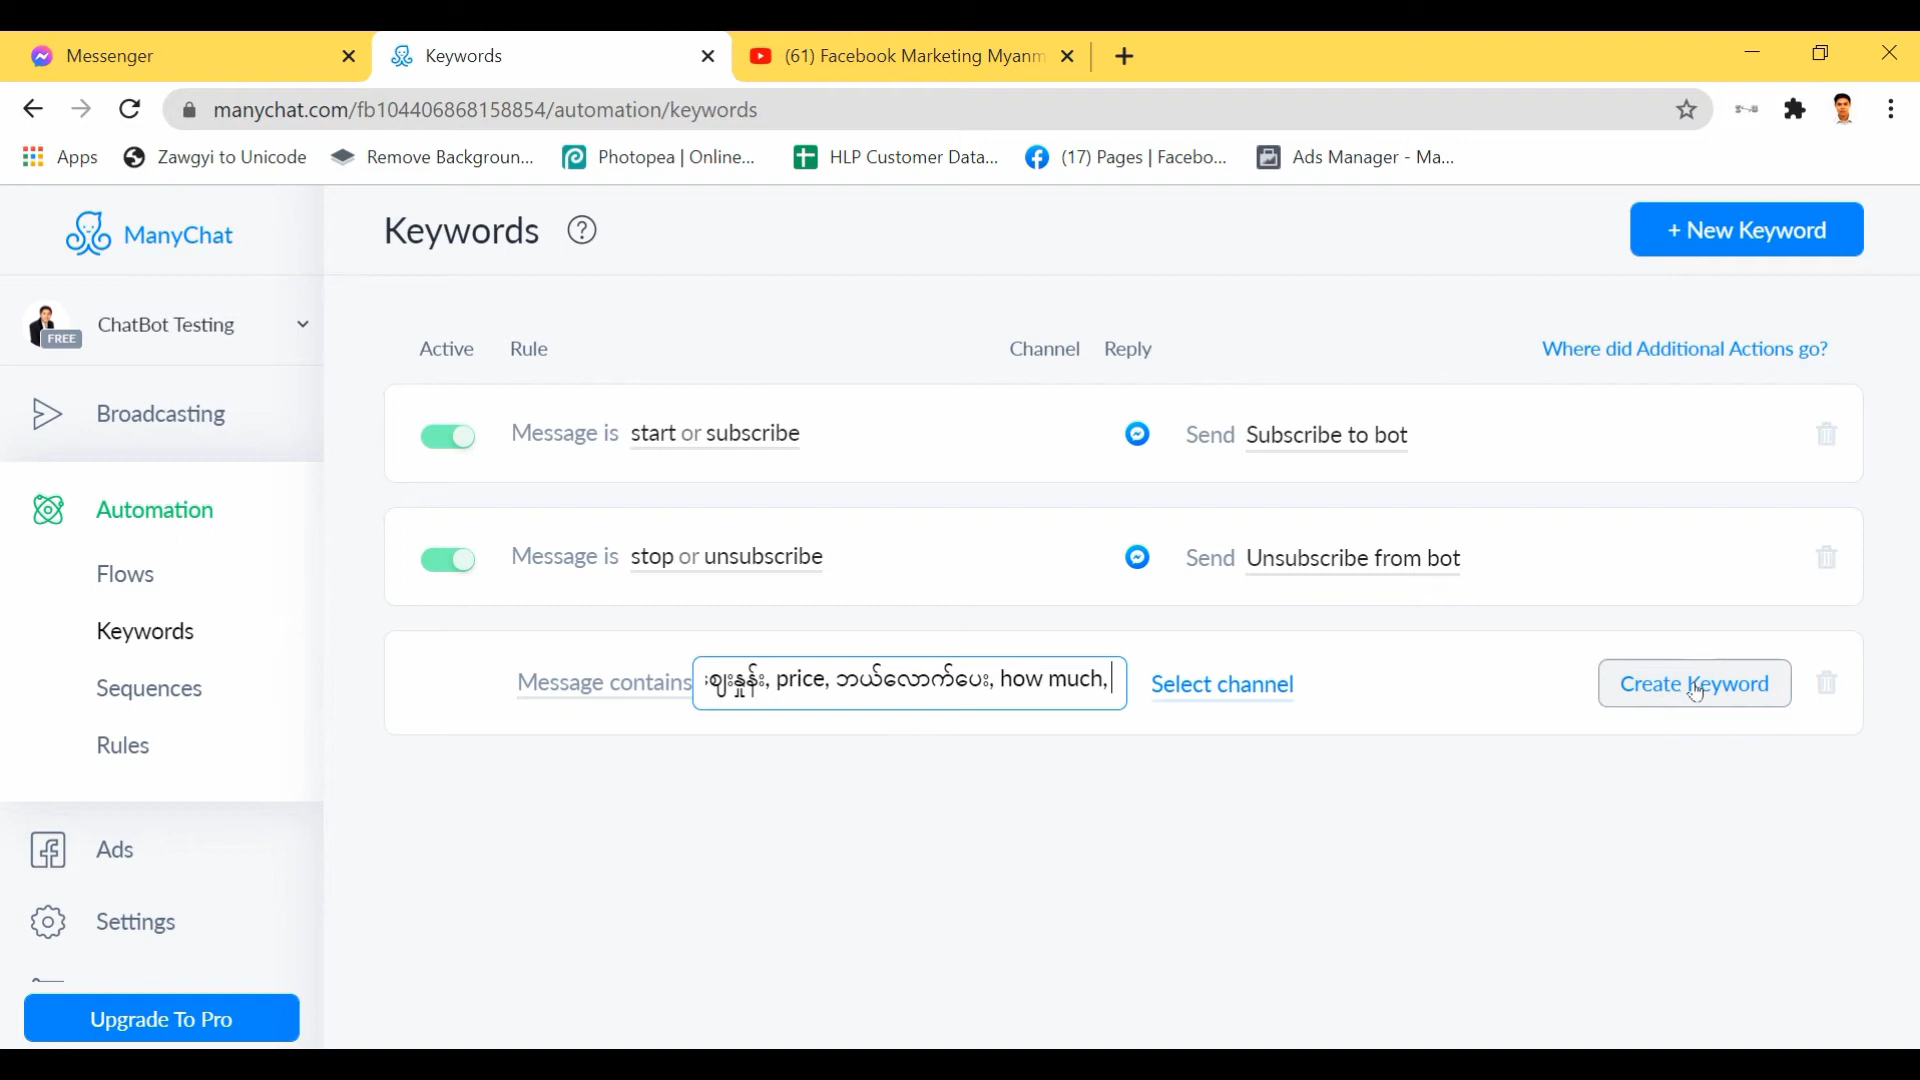 Messenger
Keywords
(61) Facebook Marketing Myanm
manychat.com/fb104406868158854/automation/keywords
Apps
Zawgyi to Unicode
Remove Backgroun...
Photopea | Online...
HLP Customer Data...
(17) Pages | Facebo...
Ads Manager - Ma...
ManyChat
Keywords
?
+ New Keyword
FREE
ChatBot Testing
Active
Rule
Channel
Reply
Where did Additional Actions go?
Broadcasting
Message is start or subscribe
Send Subscribe to bot
Automation
Flows
Keywords
Sequences
Rules
Message is stop or unsubscribe
Send Unsubscribe from bot
Message contains
ဈေးနှုန်း, price, ဘယ်လောက်ပေး, how much,
Select channel
Create Keyword
Ads
Settings
Upgrade To Pro